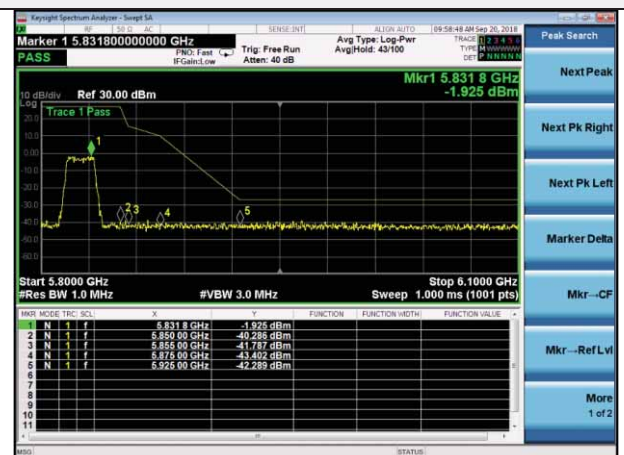 Keysight Spectrum Analyzer - Swept SA
RF 50 Ω AC SENSE:INT ALIGN AUTO 09:58:48 AM Sep 20, 2018
Marker 1 5.831800000000 GHz
PASS
PNO: Fast
IFGain:Low
Trig: Free Run
Atten: 40 dB
Avg Type: Log-Pwr
Avg|Hold: 43/100
TRACE 1 2 3 4 5 6
TYPE M WWWWW
DET P NNNNN
Mkr1 5.831 8 GHz
-1.925 dBm
10 dB/div Ref 30.00 dBm
Log
Trace 1 Pass
20.0
10.0
0.00
-10.0
-20.0
-30.0
-40.0
-50.0
-60.0
1
2 3 4 5
Start 5.8000 GHz Stop 6.1000 GHz
#Res BW 1.0 MHz #VBW 3.0 MHz Sweep 1.000 ms (1001 pts)
MKR MODE TRC SCL X Y FUNCTION FUNCTION WIDTH FUNCTION VALUE
1 N 1 f 5.831 8 GHz -1.925 dBm
2 N 1 f 5.850 00 GHz -40.286 dBm
3 N 1 f 5.855 00 GHz -41.787 dBm
4 N 1 f 5.875 00 GHz -43.402 dBm
5 N 1 f 5.925 00 GHz -42.289 dBm
6
7
8
9
10
11
MSG STATUS
Peak Search
Next Peak
Next Pk Right
Next Pk Left
Marker Delta
Mkr→CF
Mkr→Ref Lvl
More
1 of 2